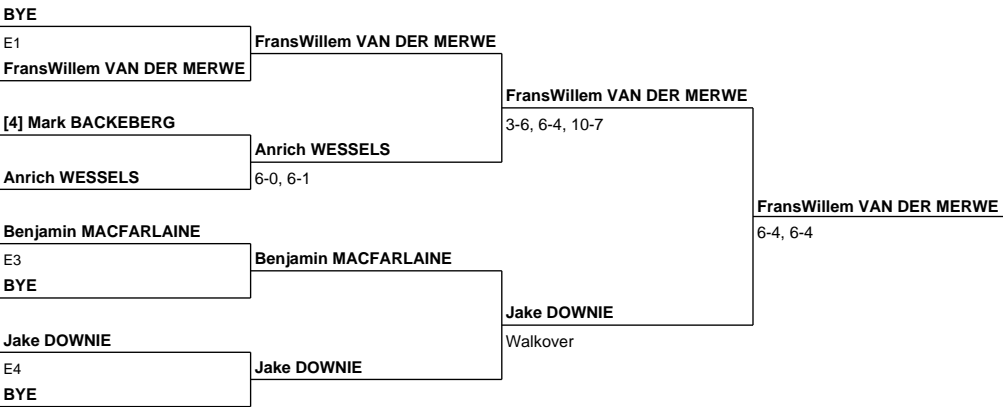 BYE
E1
FransWillem VAN DER MERWE
FransWillem VAN DER MERWE
FransWillem VAN DER MERWE
3-6, 6-4, 10-7
[4] Mark BACKEBERG
Anrich WESSELS
Anrich WESSELS
6-0, 6-1
FransWillem VAN DER MERWE
6-4, 6-4
Benjamin MACFARLAINE
E3
BYE
Benjamin MACFARLAINE
Jake DOWNIE
Walkover
Jake DOWNIE
E4
BYE
Jake DOWNIE